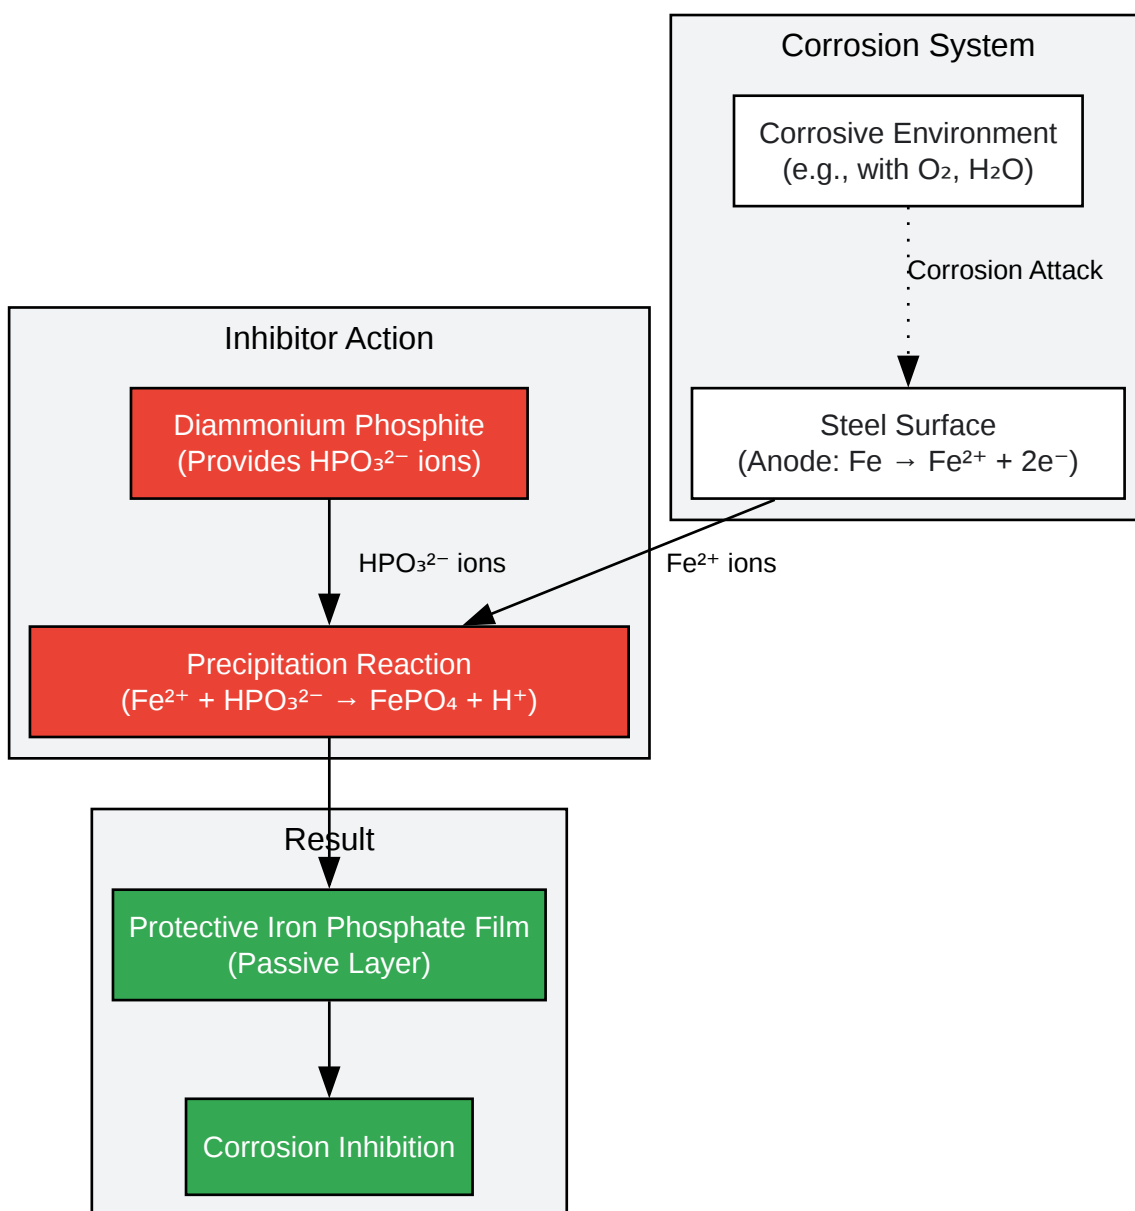 Corrosion System
Corrosive Environment
(e.g., with O₂, H₂O)
Corrosion Attack
Steel Surface
(Anode: Fe → Fe²⁺ + 2e⁻)
Inhibitor Action
Diammonium Phosphite
(Provides HPO₃²⁻ ions)
HPO₃²⁻ ions
Fe²⁺ ions
Precipitation Reaction
(Fe²⁺ + HPO₃²⁻ → FePO₄ + H⁺)
Result
Protective Iron Phosphate Film
(Passive Layer)
Corrosion Inhibition